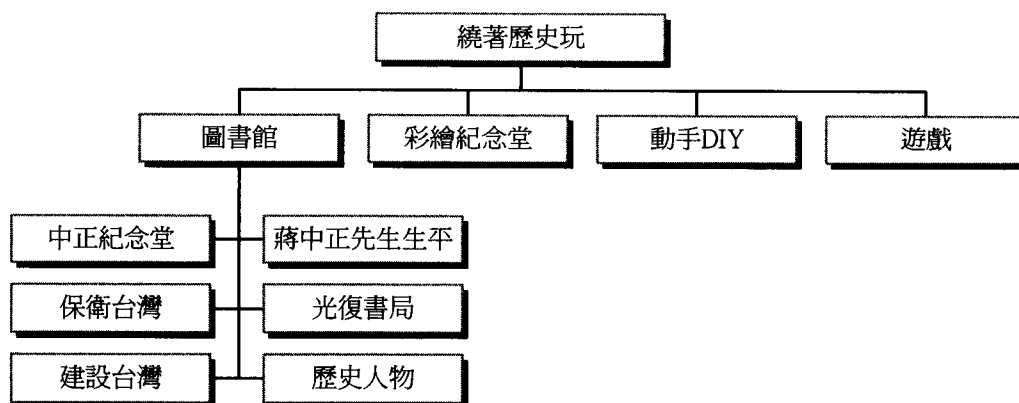 繞著歷史玩
圖書館
彩繪紀念堂
動手DIY
遊戲
中正紀念堂
蔣中正先生生平
保衛台灣
光復書局
建設台灣
歷史人物